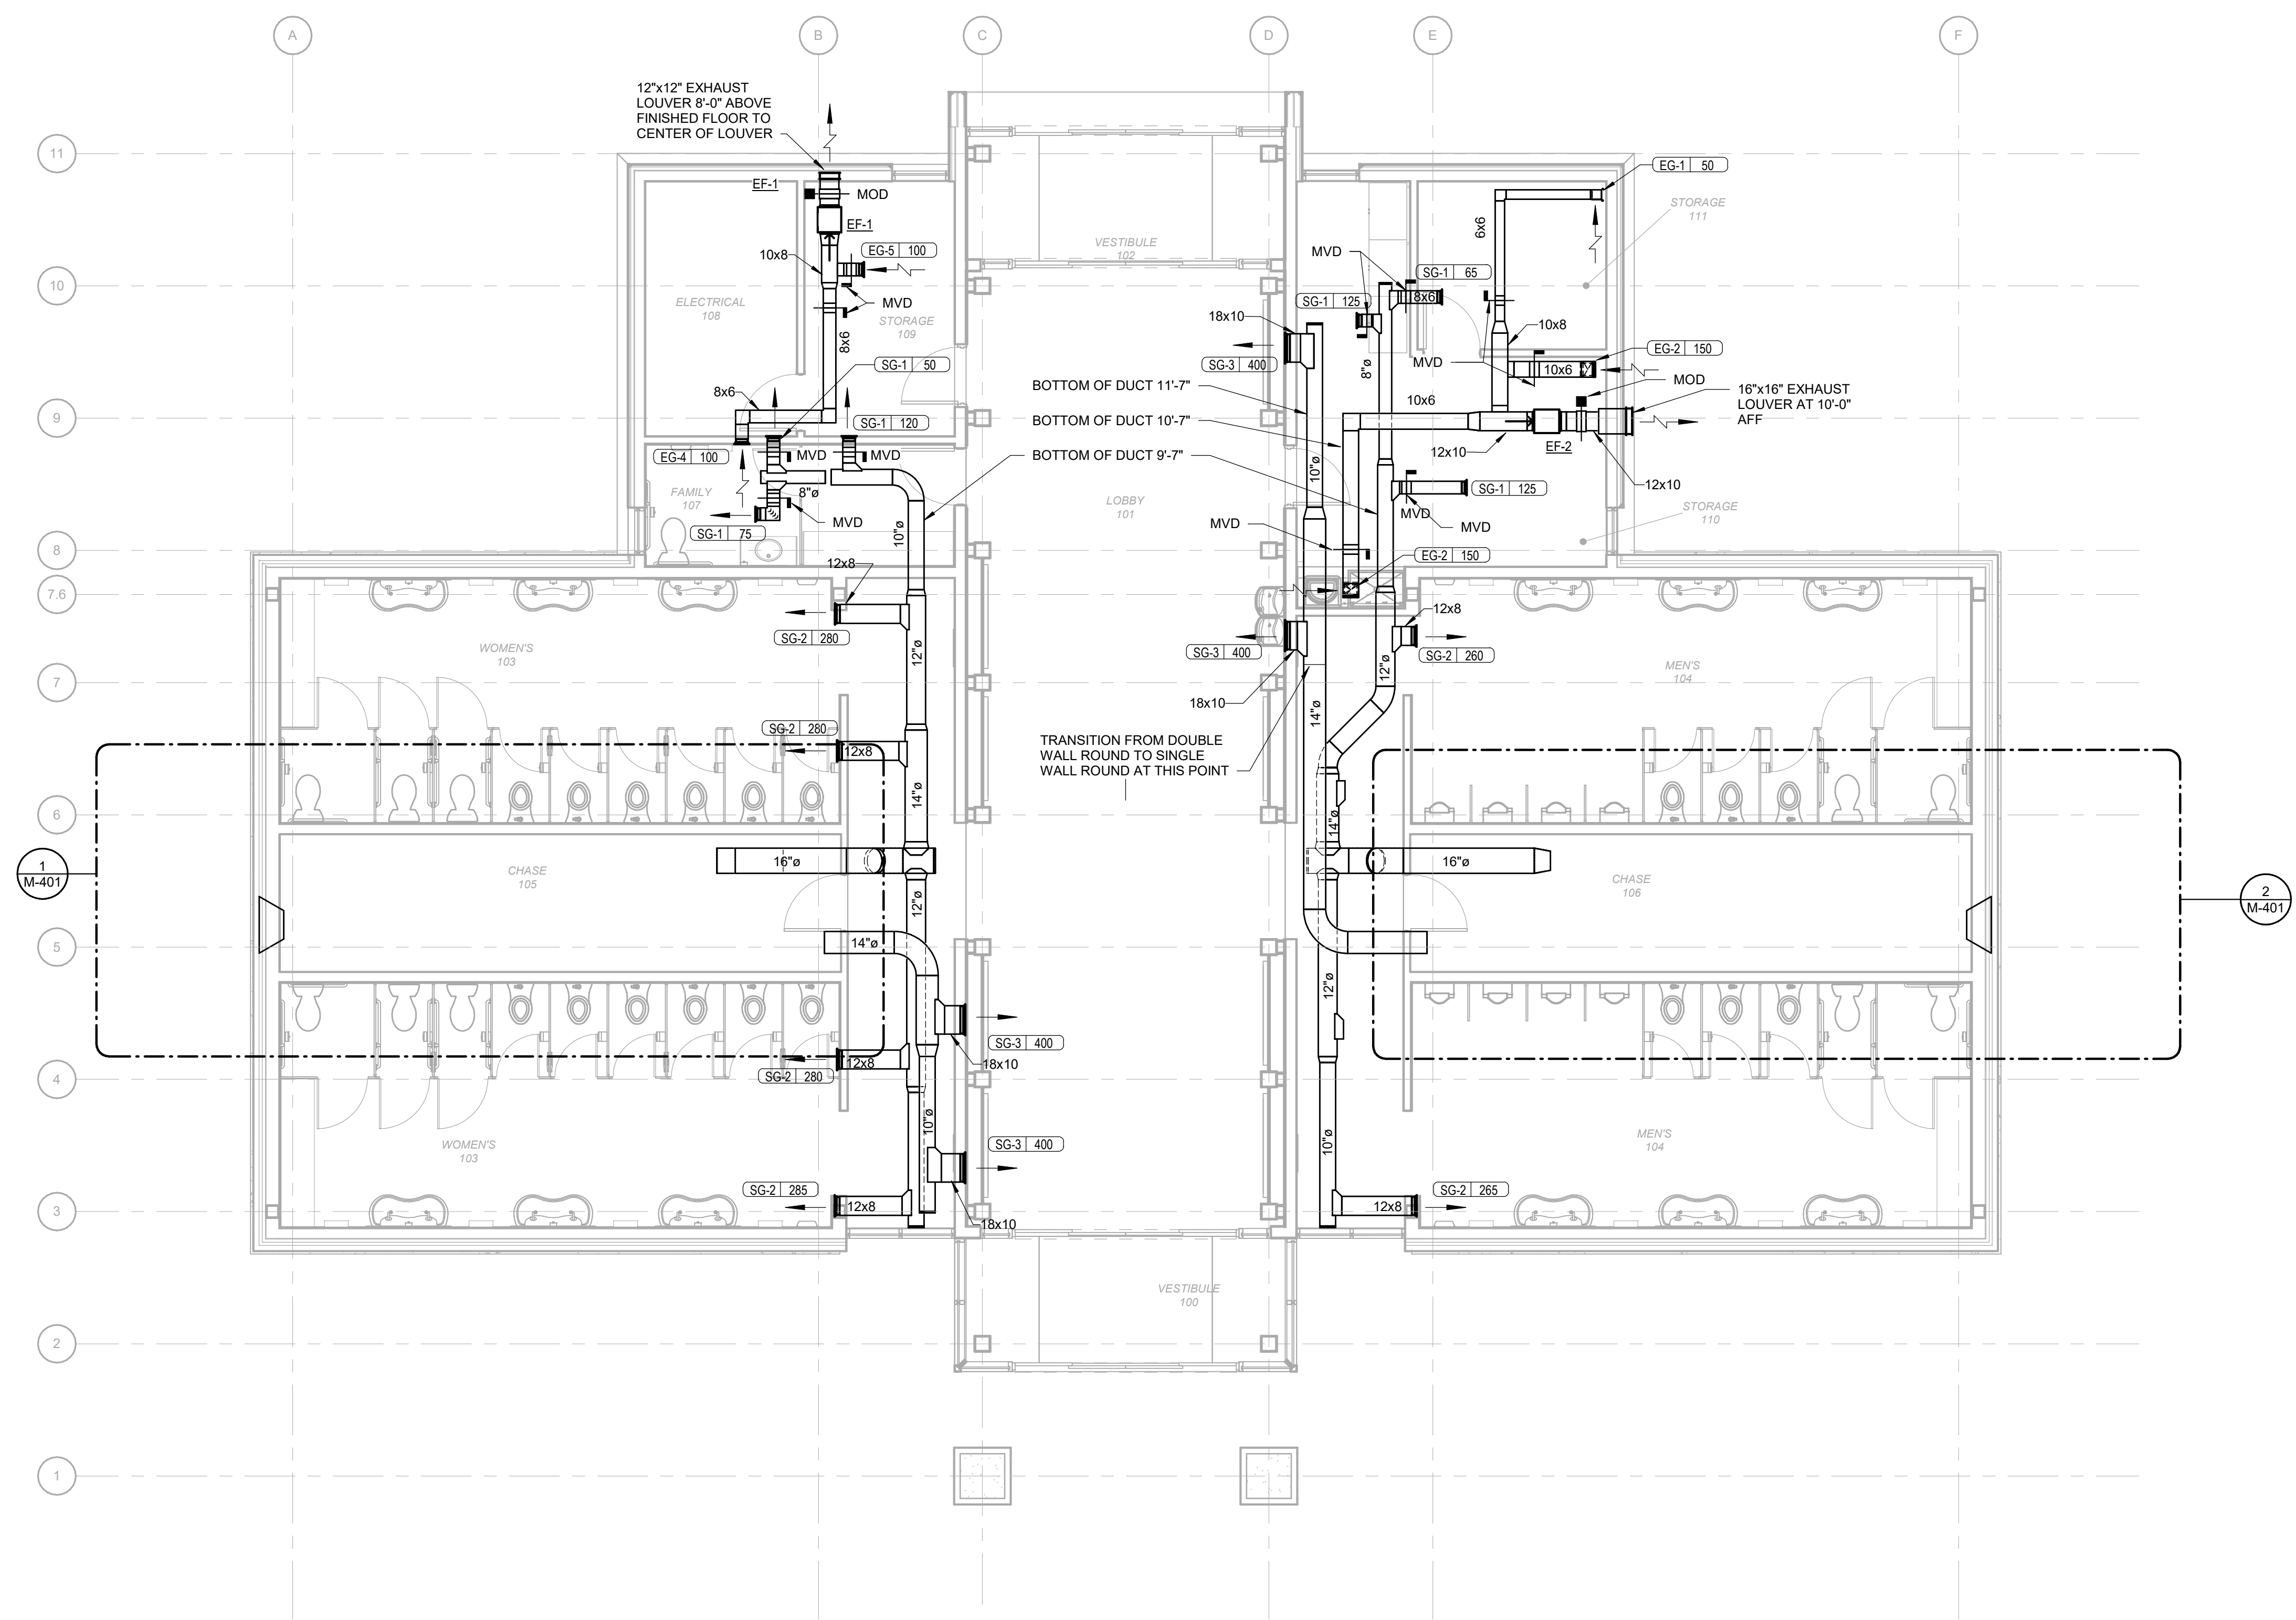 A B C D E F
12"x12" EXHAUST
LOUVER 8'-0" ABOVE
FINISHED FLOOR TO
CENTER OF LOUVER
11
EF-1
MOD
EF-1
EG-5 100
10x8
MVD
ELECTRICAL
108
STORAGE
109
8x6
SG-1 50
8x6
SG-1 120
EG-4 100
MVD
MVD
FAMILY
107
8"ø
MVD
SG-1 75
10"ø
VESTIBULE
102
EG-1 50
STORAGE
111
6x6
MVD
SG-1 65
8x6
SG-1 125
10
18x10
10x8
SG-3 400
8"ø
MVD
EG-2 150
10x6
MOD
16"x16" EXHAUST
LOUVER AT 10'-0"
AFF
BOTTOM OF DUCT 11'-7"
BOTTOM OF DUCT 10'-7"
BOTTOM OF DUCT 9'-7"
9
10x6
12x10
EF-2
12x10
10"ø
SG-1 125
MVD
MVD
STORAGE
110
LOBBY
101
MVD
EG-2 150
8
12x8
7.6
SG-2 280
12x8
SG-3 400
SG-2 260
WOMEN'S
103
12"ø
12"ø
MEN'S
104
7
18x10
14"ø
SG-2 280
12x8
TRANSITION FROM DOUBLE
WALL ROUND TO SINGLE
WALL ROUND AT THIS POINT
14"ø
14"ø
6
16"ø
16"ø
1
M-401
CHASE
105
CHASE
106
2
M-401
12"ø
5
14"ø
12"ø
SG-3 400
18x10
12x8
SG-2 280
4
10"ø
10"ø
WOMEN'S
103
SG-3 400
MEN'S
104
SG-2 285
SG-2 265
12x8
12x8
3
18x10
VESTIBULE
100
2
1